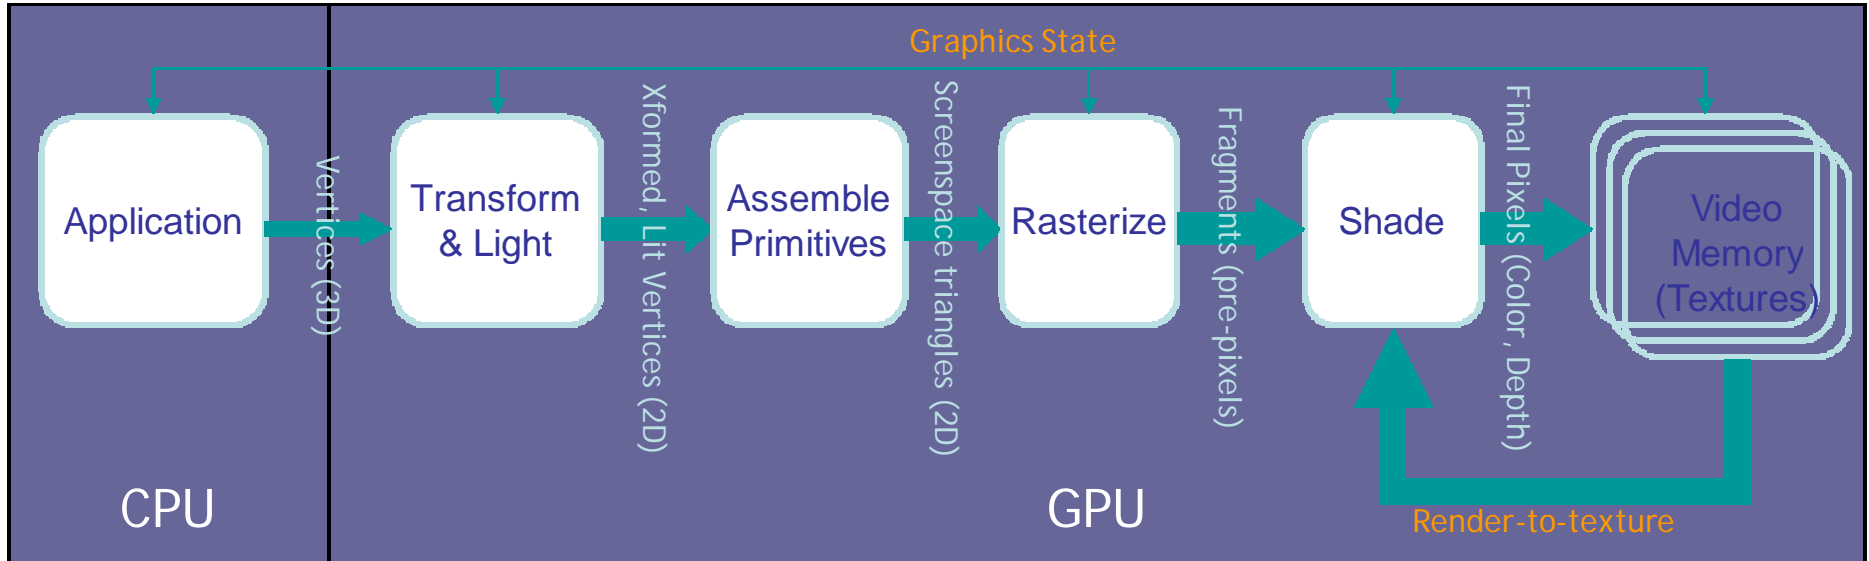 Graphics State
Application
Vertices (3D)
Transform
& Light
Xformed, Lit Vertices (2D)
Assemble
Primitives
Screenspace triangles (2D)
Rasterize
Fragments (pre-pixels)
Shade
Final Pixels (Color, Depth)
Video
Memory
(Textures)
CPU
GPU
Render-to-texture